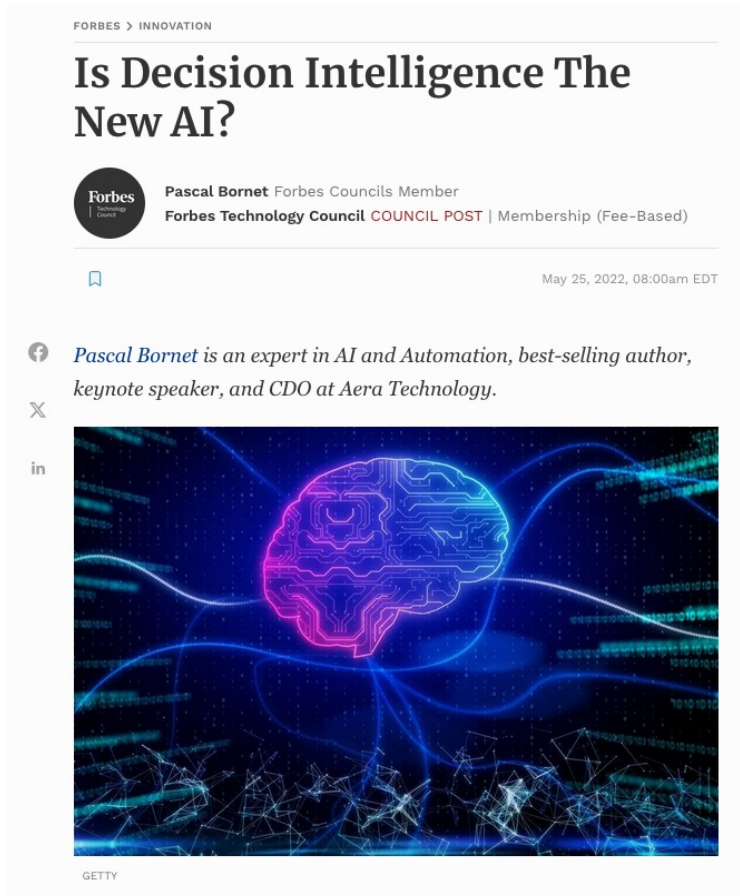 FORBES > INNOVATION
Is Decision Intelligence The
New AI?
Forbes
Technology
Council
Pascal Bornet Forbes Councils Member
Forbes Technology Council COUNCIL POST | Membership (Fee-Based)
May 25, 2022, 08:00am EDT
Pascal Bornet is an expert in AI and Automation, best-selling author,
keynote speaker, and CDO at Aera Technology.
GETTY